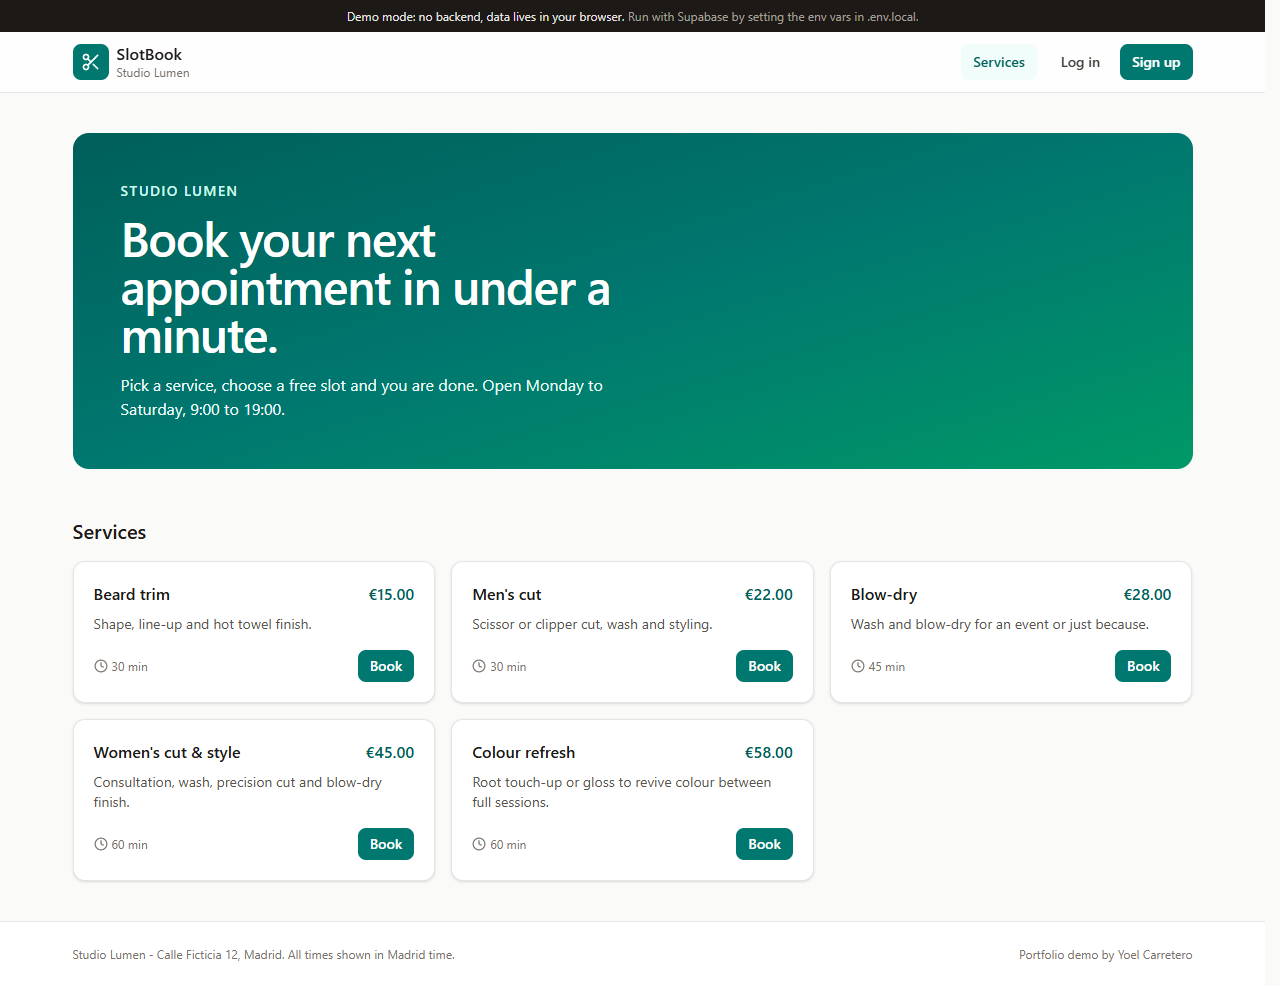 Demo mode: no backend, data lives in your browser. Run with Supabase by setting the env vars in .env.local.
SlotBook
Studio Lumen
Services
Log in
Sign up
STUDIO LUMEN
Book your next
appointment in under a
minute.
Pick a service, choose a free slot and you are done. Open Monday to
Saturday, 9:00 to 19:00.
Services
Beard trim
€15.00
Shape, line-up and hot towel finish.
30 min
Book
Men's cut
€22.00
Scissor or clipper cut, wash and styling.
30 min
Book
Blow-dry
€28.00
Wash and blow-dry for an event or just because.
45 min
Book
Women's cut & style
€45.00
Consultation, wash, precision cut and blow-dry
finish.
60 min
Book
Colour refresh
€58.00
Root touch-up or gloss to revive colour between
full sessions.
60 min
Book
Studio Lumen - Calle Ficticia 12, Madrid. All times shown in Madrid time.
Portfolio demo by Yoel Carretero